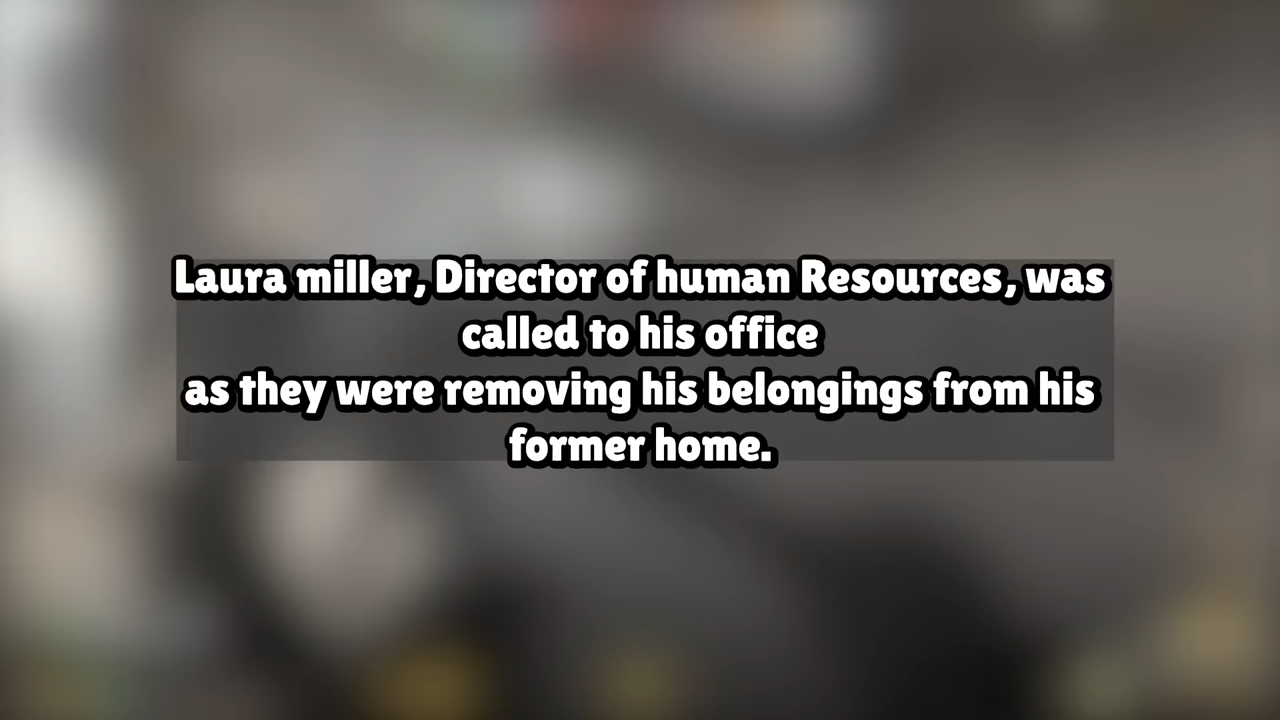 Laura miller, Director of human Resources, was
called to his office
as they were removing his belongings from his
former home.